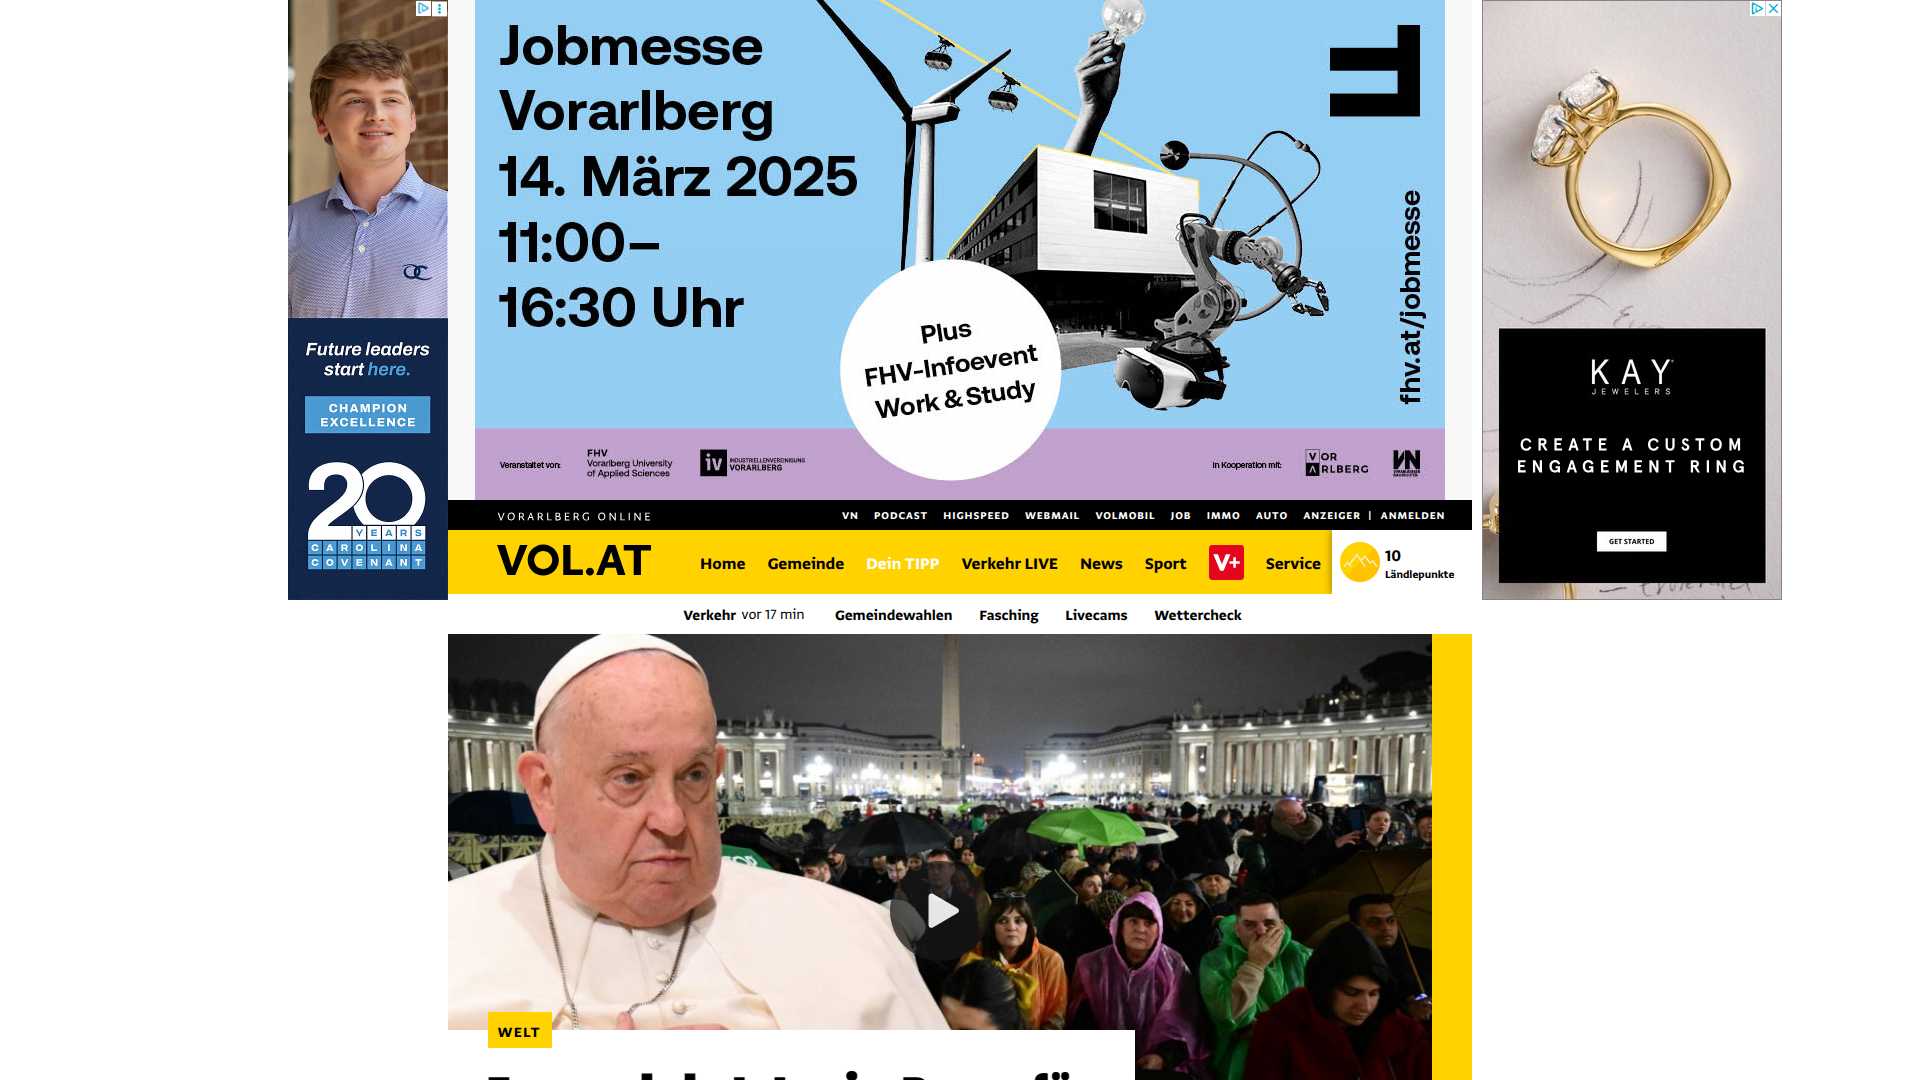 Jobmesse
Vorarlberg
14. März 2025
11:00–
16:30 Uhr
Plus
FHV-Infoevent
Work & Study
fhv.at/jobmesse
Veranstaltet von:
FHV
Vorarlberg University
of Applied Sciences
iv
INDUSTRIELLENVEREINIGUNG
VORARLBERG
In Kooperation mit:
VOR
ARLBERG
VN
Future leaders
start here.
CHAMPION
EXCELLENCE
20
YEARS
CAROLINA
COVENANT
KAY
JEWELERS
CREATE A CUSTOM
ENGAGEMENT RING
GET STARTED
VORARLBERG ONLINE
VN PODCAST HIGHSPEED WEBMAIL VOLMOBIL JOB IMMO AUTO ANZEIGER | ANMELDEN
VOL.AT
Home Gemeinde Dein TIPP Verkehr LIVE News Sport V+ Service
10
Ländlepunkte
Verkehr vor 17 min Gemeindewahlen Fasching Livecams Wettercheck
WELT